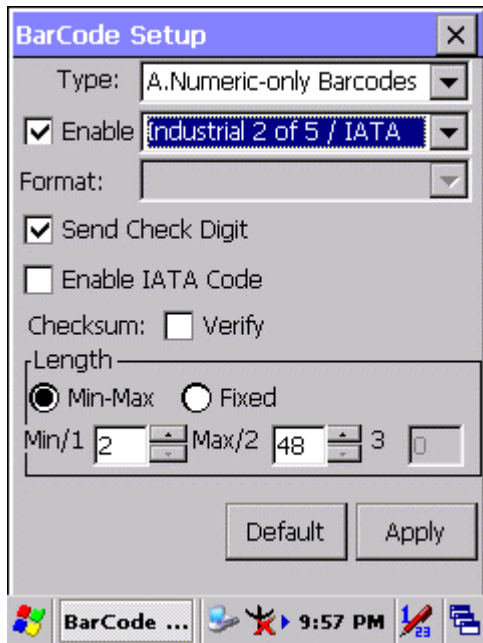 BarCode Setup
Type: A.Numeric-only Barcodes
Enable Industrial 2 of 5 / IATA
Format:
Send Check Digit
Enable IATA Code
Checksum: Verify
Length
Min-Max Fixed
Min/1 2 Max/2 48 3 0
Default Apply
BarCode ... 9:57 PM 1 23